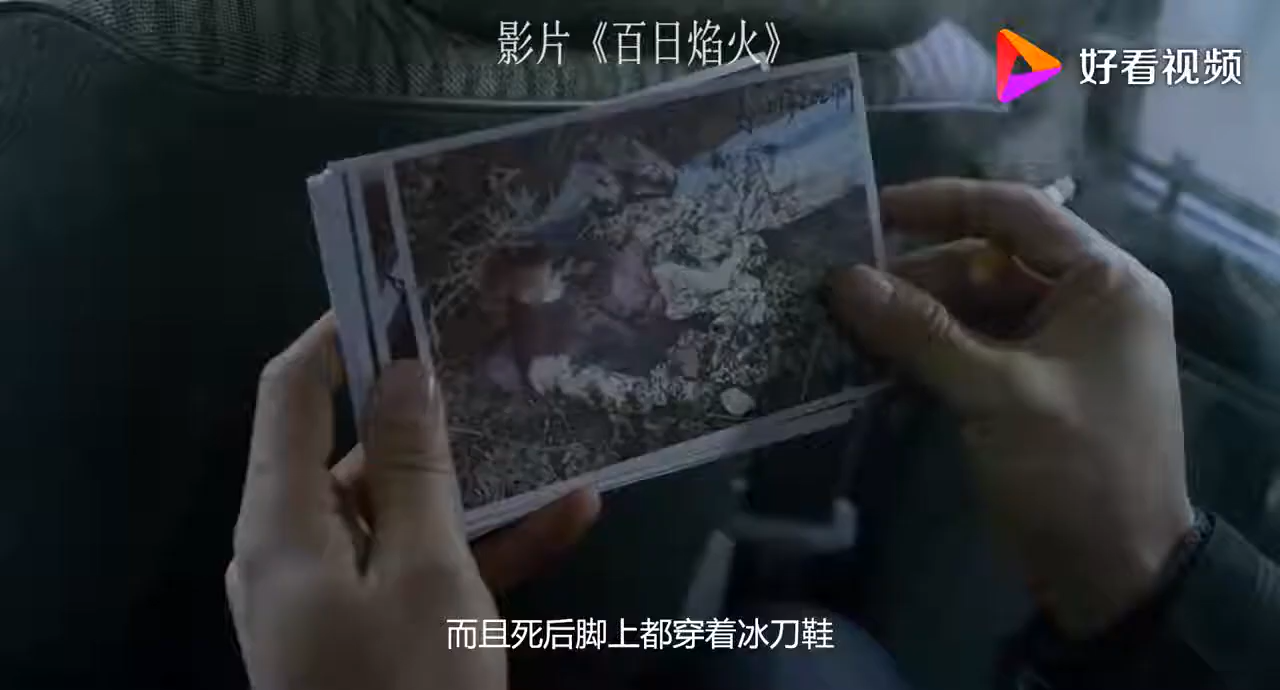 影片《百日焰火》
好看视频
而且死后脚上都穿着冰刀鞋